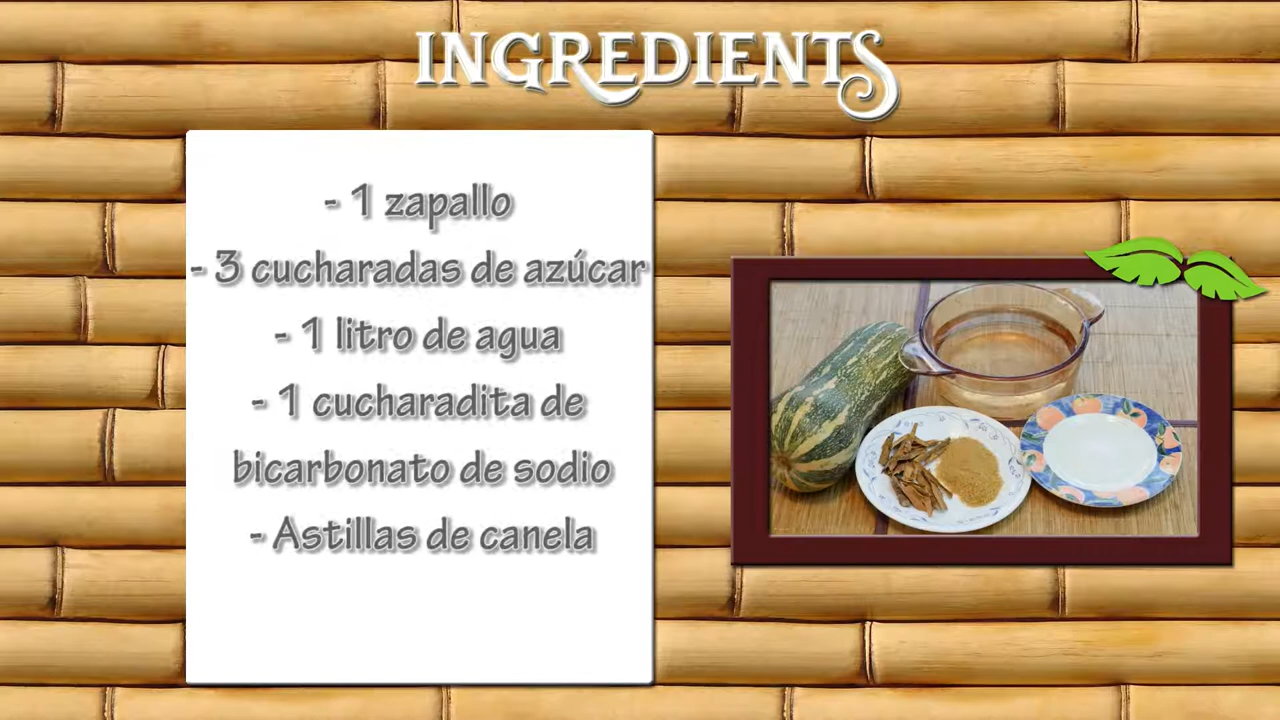 INGREDIENTS
- 1 zapallo
- 3 cucharadas de azúcar
- 1 litro de agua
- 1 cucharadita de
bicarbonato de sodio
- Astillas de canela